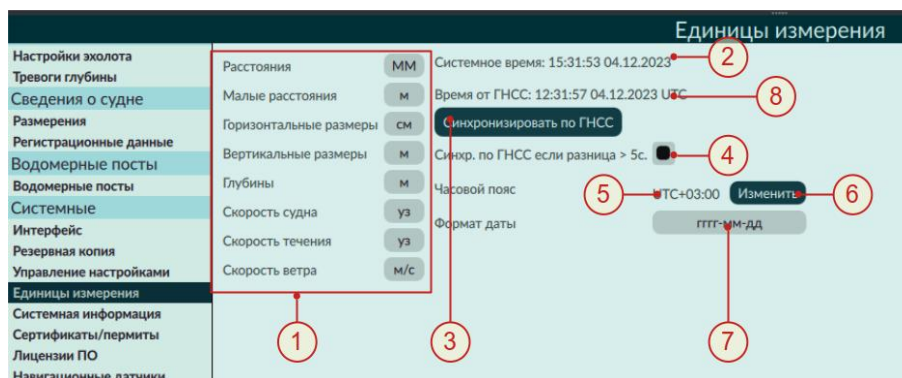 Единицы измерения
Настройки эхолота
Тревоги глубины
Сведения о судне
Размерения
Регистрационные данные
Водомерные посты
Водомерные посты
Системные
Интерфейс
Резервная копия
Управление настройками
Единицы измерения
Системная информация
Сертификаты/пермиты
Лицензии ПО
Навигационные датчики
Расстояния ММ
Малые расстояния м
Горизонтальные размеры см
Вертикальные размеры м
Глубины м
Скорость судна уз
Скорость течения уз
Скорость ветра м/с
1
Системное время: 15:31:53 04.12.2023 2
Время от ГНСС: 12:31:57 04.12.2023 UTC 8
Синхронизировать по ГНСС
3
Синхр. по ГНСС если разница > 5с. 4
Часовой пояс 5 UTC+03:00 Изменить 6
Формат даты гггг-мм-дд
7